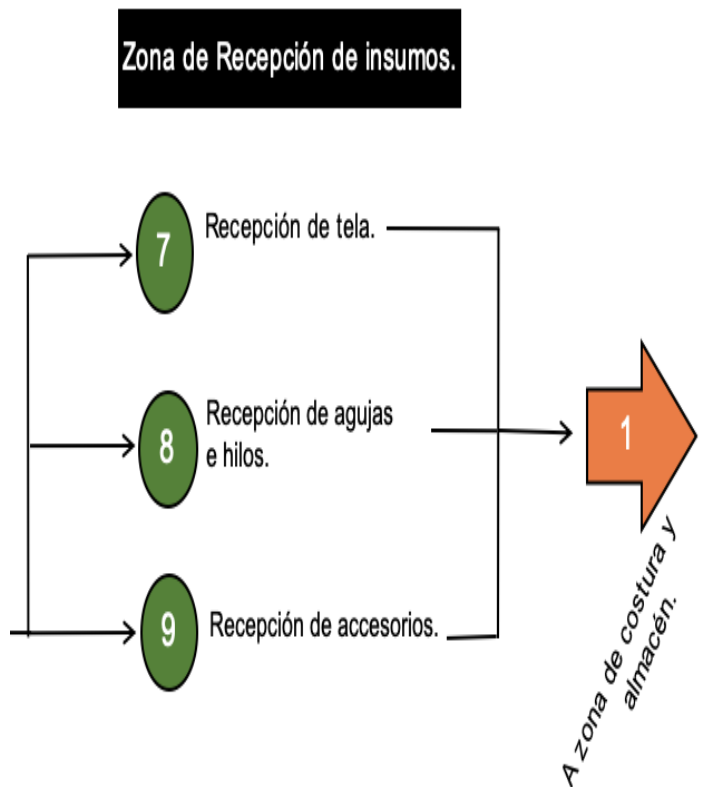 Zona de Recepción de insumos.
7
Recepción de tela.
8
Recepción de agujas
e hilos.
1
9
Recepción de accesorios.
A zona de costura y
almacén.